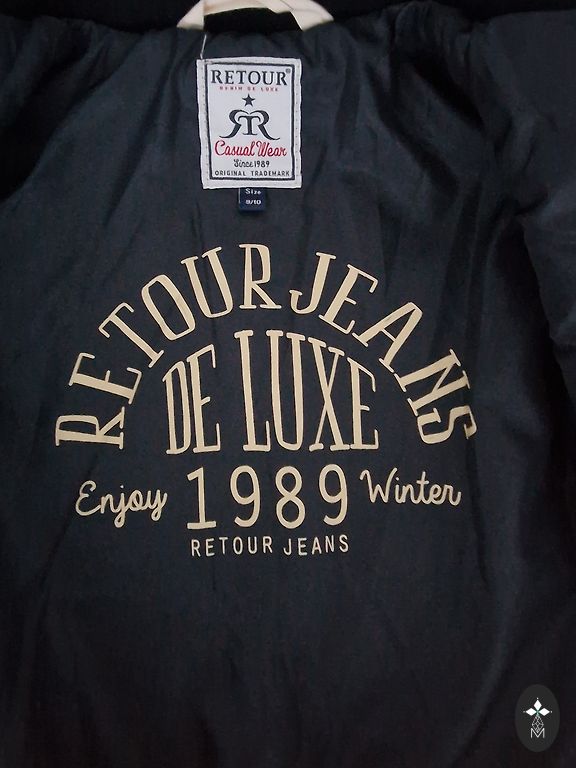 RETOUR®
DENIM DE LUXE
Casual Wear
Since 1989
ORIGINAL TRADEMARK
Size
9/10
RETOUR JEANS
DE LUXE
Enjoy 1989 Winter
RETOUR JEANS
M